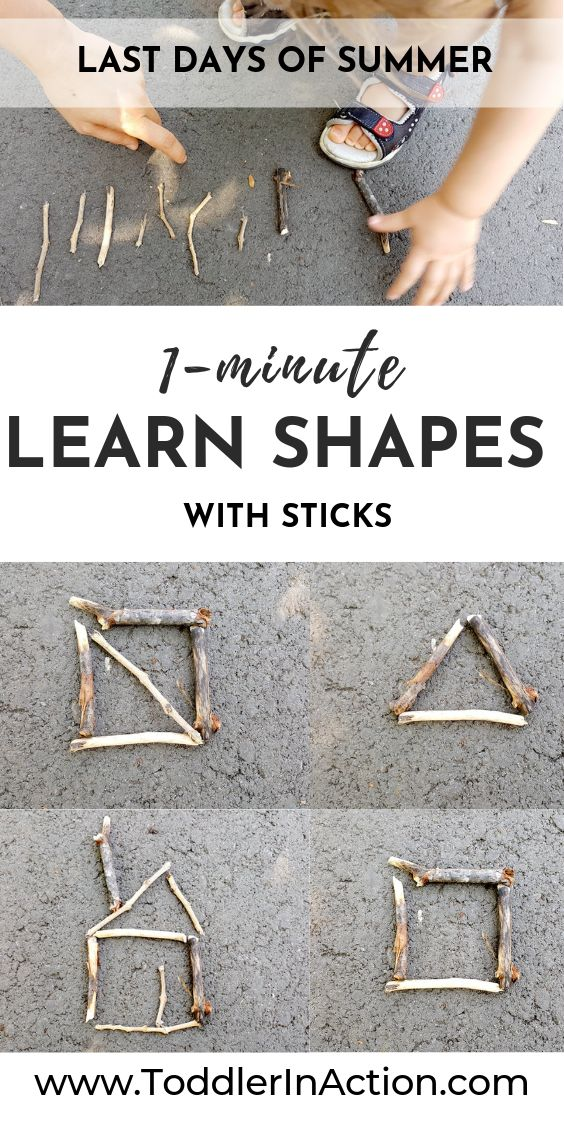 LAST DAYS OF SUMMER
1-minute
LEARN SHAPES
WITH STICKS
www.ToddlerInAction.com